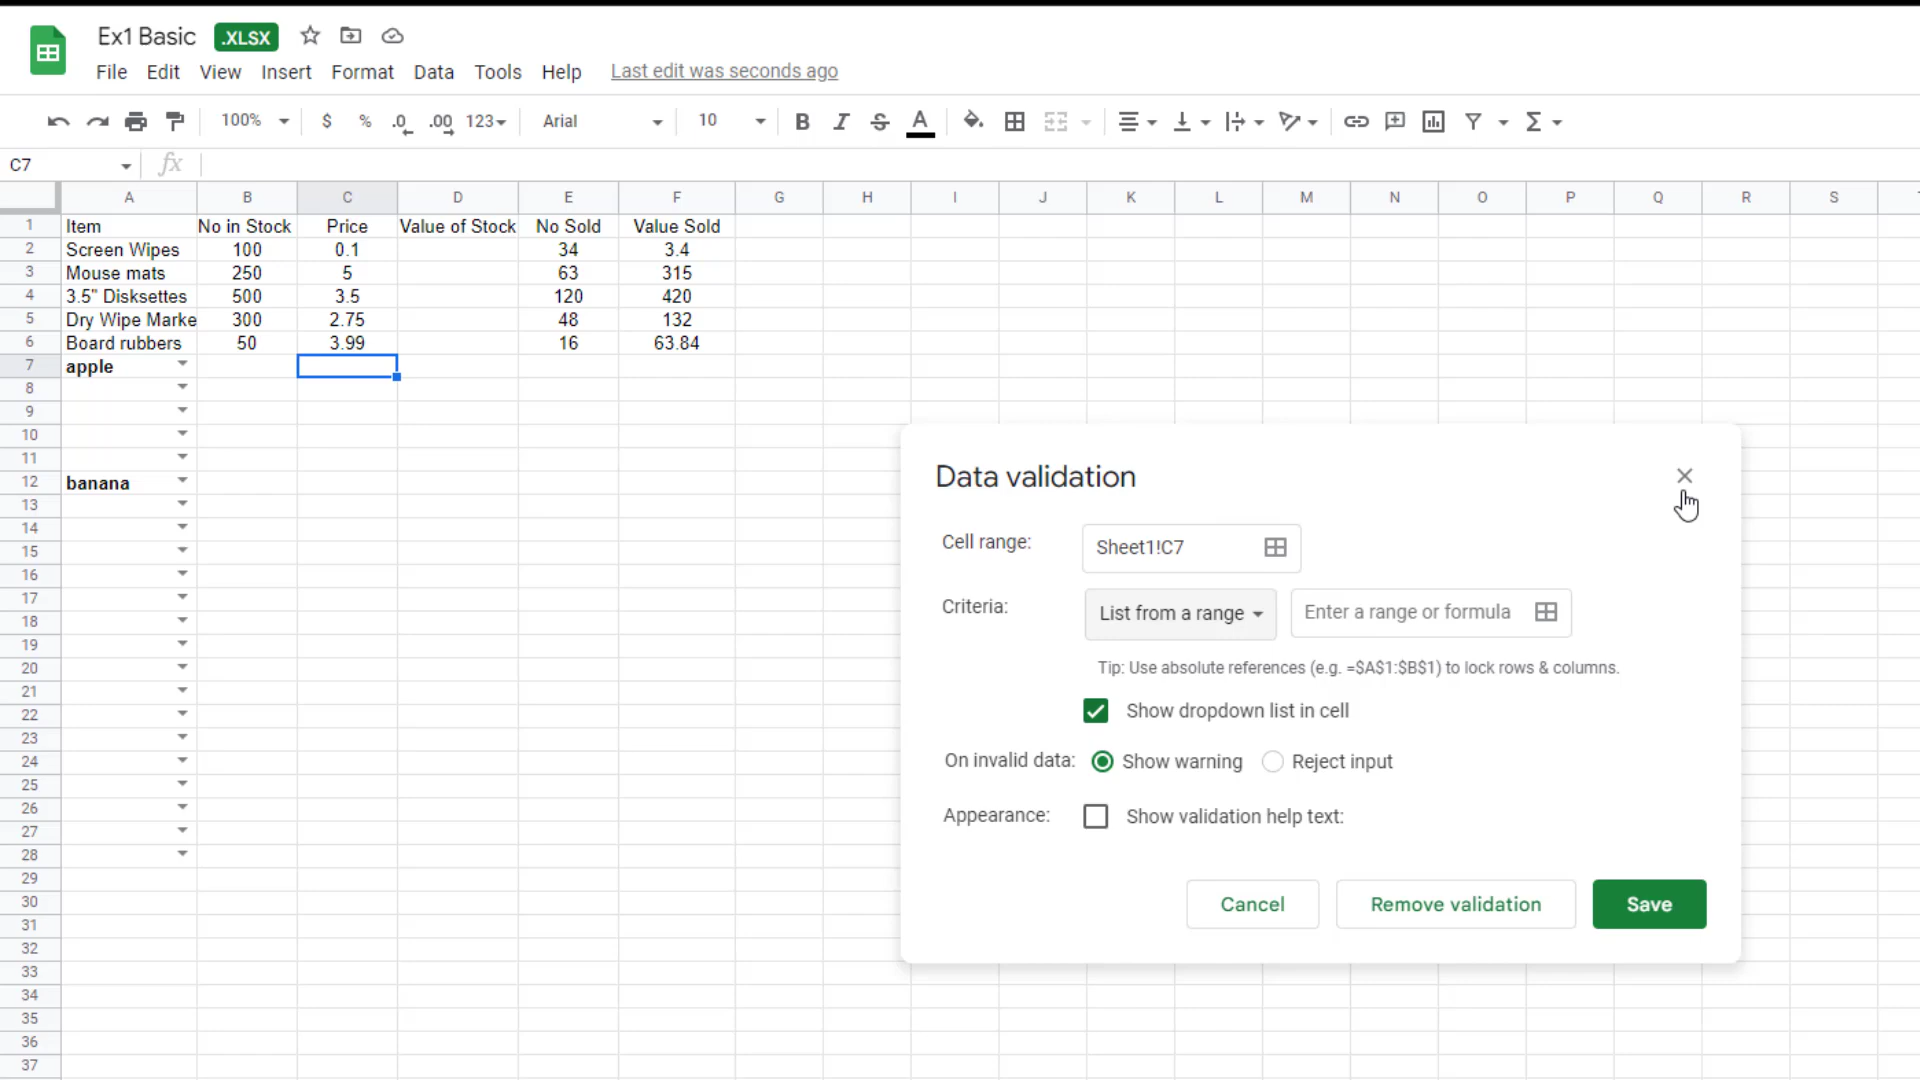 Ex1 Basic .XLSX
File Edit View Insert Format Data Tools Help Last edit was seconds ago
100% $ % .0 .00 123 Arial 10 B I S A Σ
C7 fx
A B C D E F G H I J K L M N O P Q R S
1 Item No in Stock Price Value of Stock No Sold Value Sold
2 Screen Wipes 100 0.1 34 3.4
3 Mouse mats 250 5 63 315
4 3.5" Disksettes 500 3.5 120 420
5 Dry Wipe Marke 300 2.75 48 132
6 Board rubbers 50 3.99 16 63.84
7 apple
8
9
10
11
12 banana
13
14
15
16
17
18
19
20
21
22
23
24
25
26
27
28
29
30
31
32
33
34
35
36
37
Data validation
Cell range: Sheet1!C7
Criteria: List from a range Enter a range or formula
Tip: Use absolute references (e.g. =$A$1:$B$1) to lock rows & columns.
Show dropdown list in cell
On invalid data: Show warning Reject input
Appearance: Show validation help text:
Cancel Remove validation Save